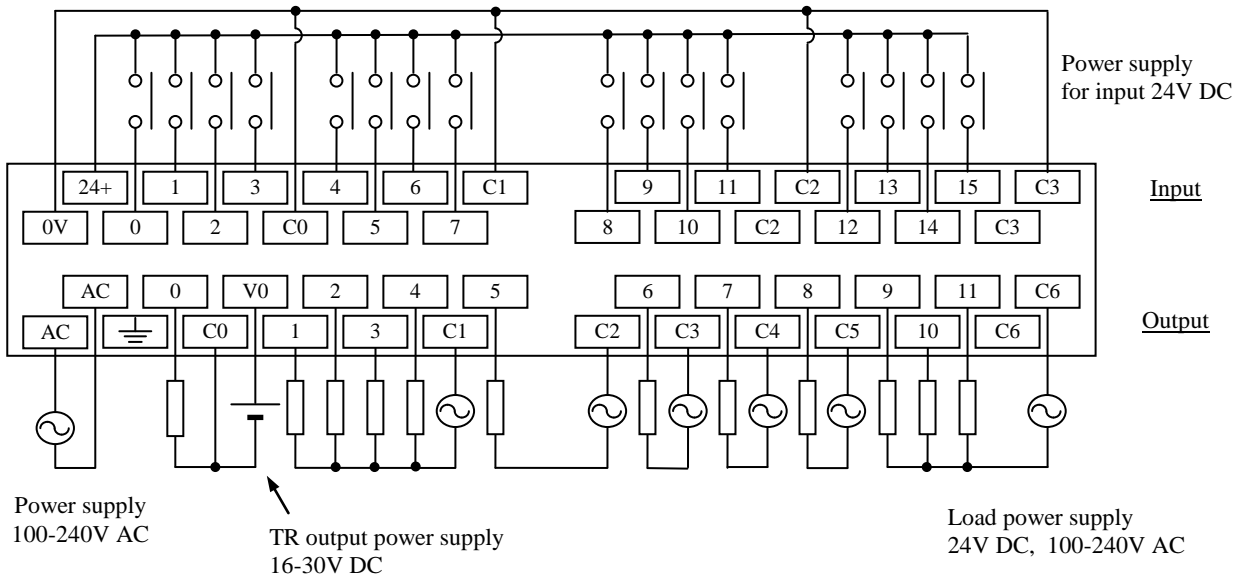 Power supply
for input 24V DC
24+ 1 3 4 6 C1 9 11 C2 13 15 C3
Input
0V 0 2 C0 5 7 8 10 C2 12 14 C3
AC 0 V0 2 4 5 6 7 8 9 11 C6
Output
AC C0 1 3 C1 C2 C3 C4 C5 10 C6
Power supply
100-240V AC
TR output power supply
16-30V DC
Load power supply
24V DC, 100-240V AC